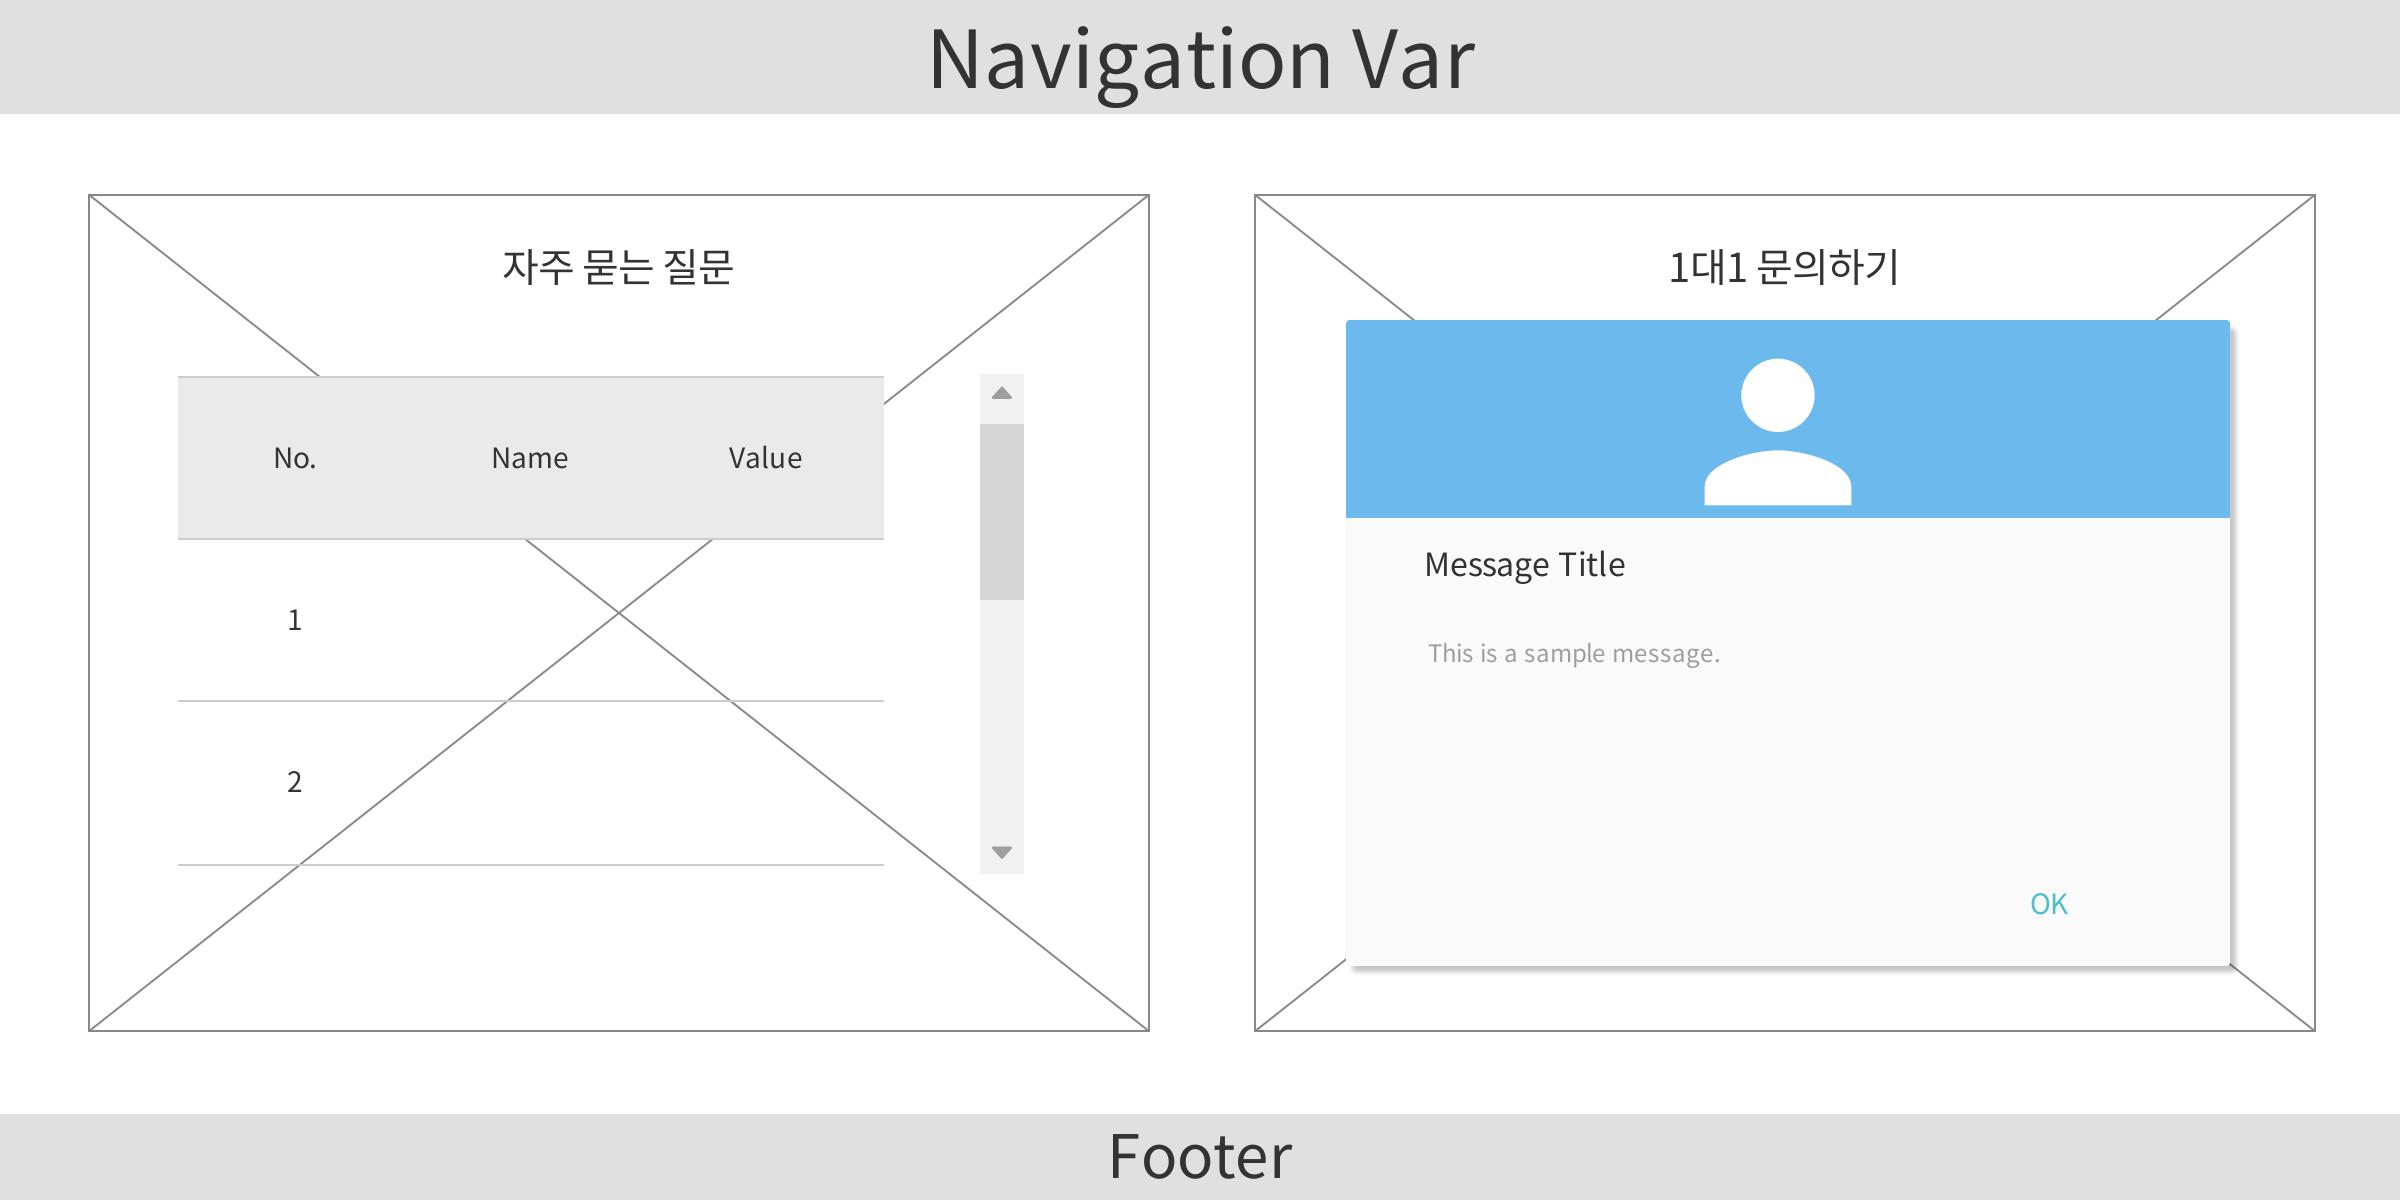 Navigation Var
자주 묻는 질문
No. Name Value
1
2
1대1 문의하기
Message Title
This is a sample message.
OK
Footer